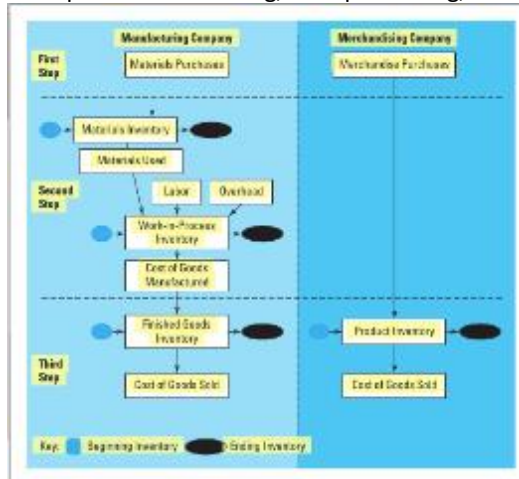 Manufacturing Company
Merchandising Company
First
Step
Materials Purchases
Merchandise Purchases
Materials Inventory
Materials Used
Second
Step
Labor
Overhead
Work-in-Process
Inventory
Cost of Goods
Manufactured
Finished Goods
Inventory
Product Inventory
Third
Step
Cost of Goods Sold
Cost of Goods Sold
Key:
Beginning Inventory
Ending Inventory